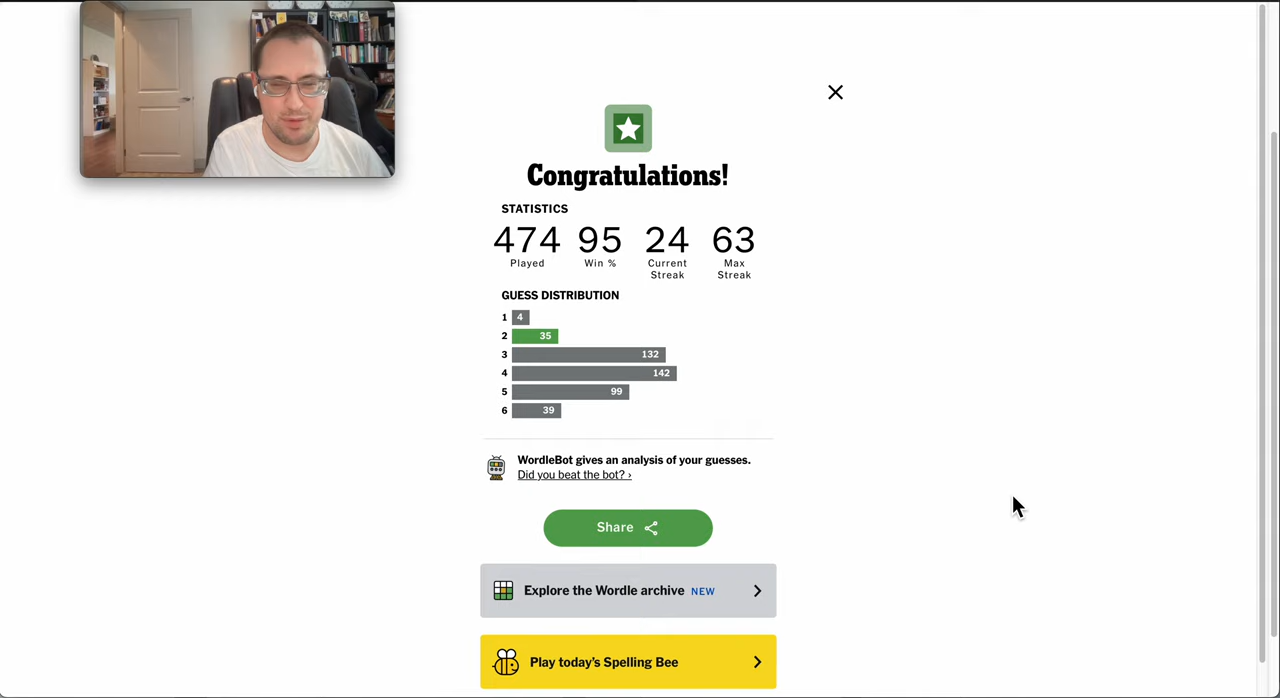 Congratulations!
STATISTICS
474 95 24 63
Played Win % Current Max
Streak Streak
GUESS DISTRIBUTION
1 4
2 35
3 132
4 142
5 99
6 39
WordleBot gives an analysis of your guesses.
Did you beat the bot? ›
Share
Explore the Wordle archive NEW
Play today's Spelling Bee